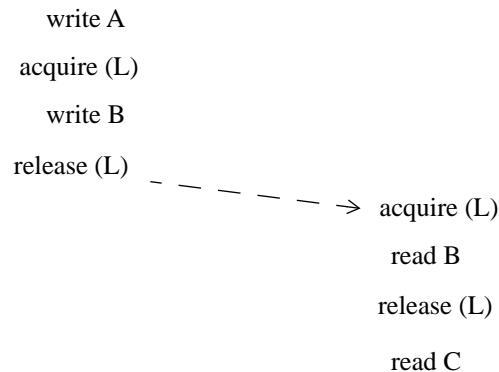 write A
acquire (L)
write B
release (L)
acquire (L)
read B
release (L)
read C